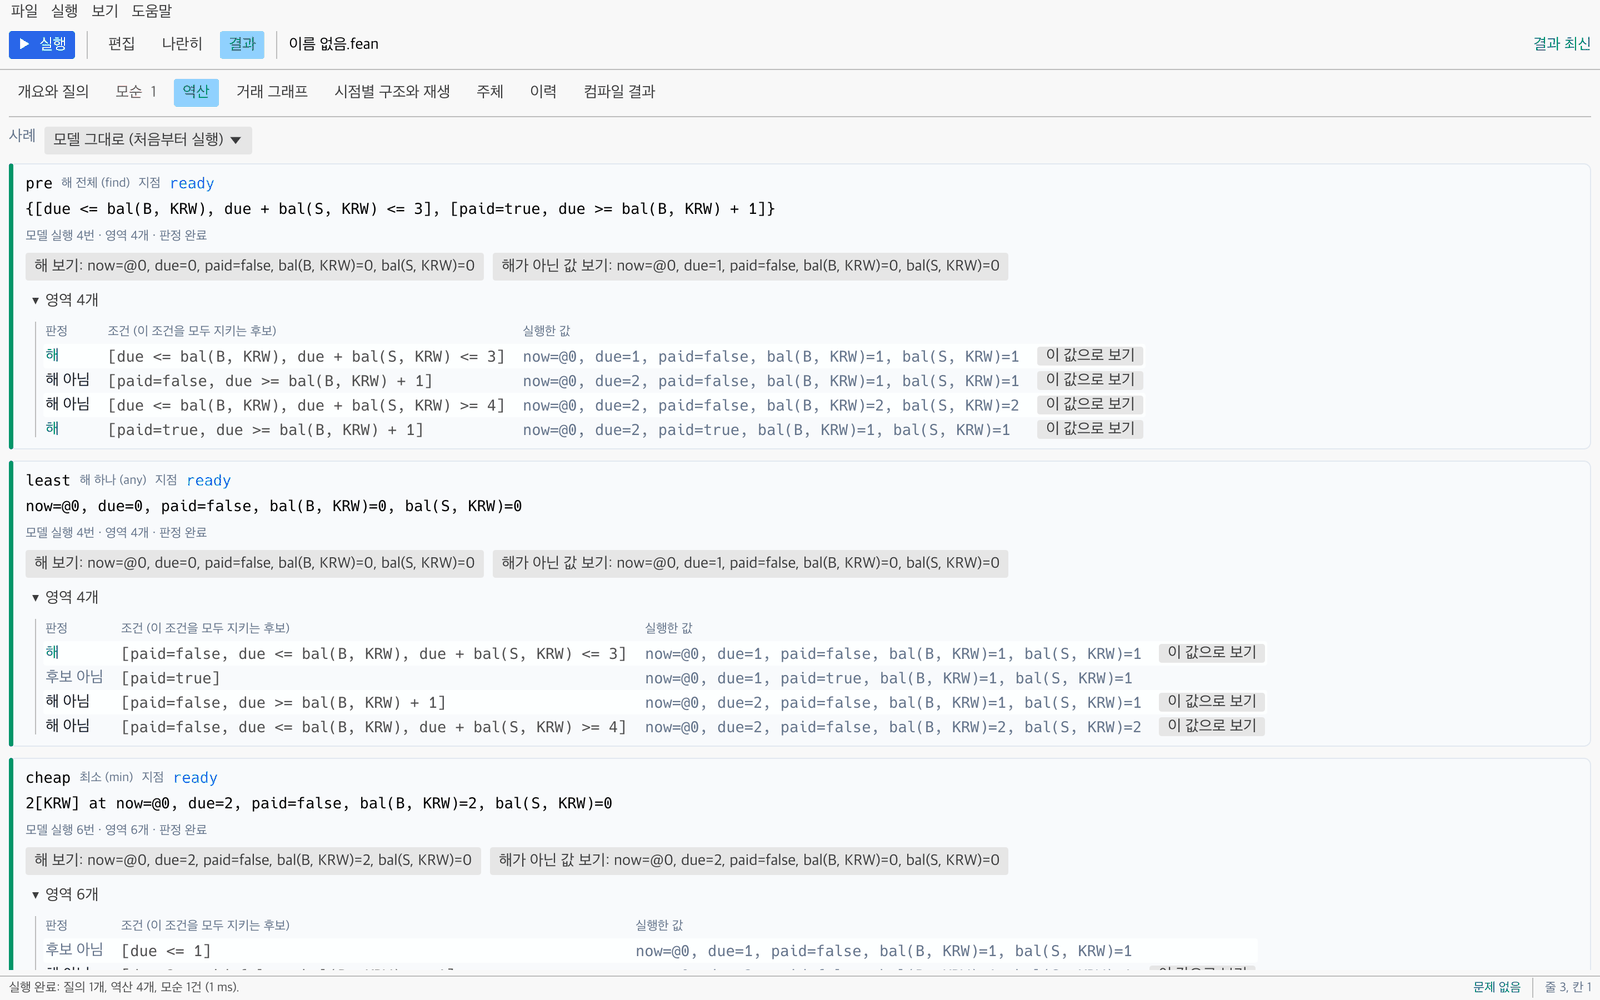 파일 실행 보기 도움말
▶ 실행 편집 나란히 결과 이름 없음.fean 결과 최신
개요와 질의 모순 1 역산 거래 그래프 시점별 구조와 재생 주체 이력 컴파일 결과
사례 모델 그대로 (처음부터 실행) ▼
pre 해 전체 (find) 지점 ready
{[due <= bal(B, KRW), due + bal(S, KRW) <= 3], [paid=true, due >= bal(B, KRW) + 1]}
모델 실행 4번 · 영역 4개 · 판정 완료
해 보기: now=@0, due=0, paid=false, bal(B, KRW)=0, bal(S, KRW)=0 해가 아닌 값 보기: now=@0, due=1, paid=false, bal(B, KRW)=0, bal(S, KRW)=0
▼ 영역 4개
판정 조건 (이 조건을 모두 지키는 후보) 실행한 값
해 [due <= bal(B, KRW), due + bal(S, KRW) <= 3] now=@0, due=1, paid=false, bal(B, KRW)=1, bal(S, KRW)=1 이 값으로 보기
해 아님 [paid=false, due >= bal(B, KRW) + 1] now=@0, due=2, paid=false, bal(B, KRW)=1, bal(S, KRW)=1 이 값으로 보기
해 아님 [due <= bal(B, KRW), due + bal(S, KRW) >= 4] now=@0, due=2, paid=false, bal(B, KRW)=2, bal(S, KRW)=2 이 값으로 보기
해 [paid=true, due >= bal(B, KRW) + 1] now=@0, due=2, paid=true, bal(B, KRW)=1, bal(S, KRW)=1 이 값으로 보기
least 해 하나 (any) 지점 ready
now=@0, due=0, paid=false, bal(B, KRW)=0, bal(S, KRW)=0
모델 실행 4번 · 영역 4개 · 판정 완료
해 보기: now=@0, due=0, paid=false, bal(B, KRW)=0, bal(S, KRW)=0 해가 아닌 값 보기: now=@0, due=1, paid=false, bal(B, KRW)=0, bal(S, KRW)=0
▼ 영역 4개
판정 조건 (이 조건을 모두 지키는 후보) 실행한 값
해 [paid=false, due <= bal(B, KRW), due + bal(S, KRW) <= 3] now=@0, due=1, paid=false, bal(B, KRW)=1, bal(S, KRW)=1 이 값으로 보기
후보 아님 [paid=true] now=@0, due=1, paid=true, bal(B, KRW)=1, bal(S, KRW)=1
해 아님 [paid=false, due >= bal(B, KRW) + 1] now=@0, due=2, paid=false, bal(B, KRW)=1, bal(S, KRW)=1 이 값으로 보기
해 아님 [paid=false, due <= bal(B, KRW), due + bal(S, KRW) >= 4] now=@0, due=2, paid=false, bal(B, KRW)=2, bal(S, KRW)=2 이 값으로 보기
cheap 최소 (min) 지점 ready
2[KRW] at now=@0, due=2, paid=false, bal(B, KRW)=2, bal(S, KRW)=0
모델 실행 6번 · 영역 6개 · 판정 완료
해 보기: now=@0, due=2, paid=false, bal(B, KRW)=2, bal(S, KRW)=0 해가 아닌 값 보기: now=@0, due=2, paid=false, bal(B, KRW)=0, bal(S, KRW)=0
▼ 영역 6개
판정 조건 (이 조건을 모두 지키는 후보) 실행한 값
후보 아님 [due <= 1] now=@0, due=1, paid=false, bal(B, KRW)=1, bal(S, KRW)=1
실행 완료: 질의 1개, 역산 4개, 모순 1건 (1 ms). 문제 없음 줄 3, 칸 1